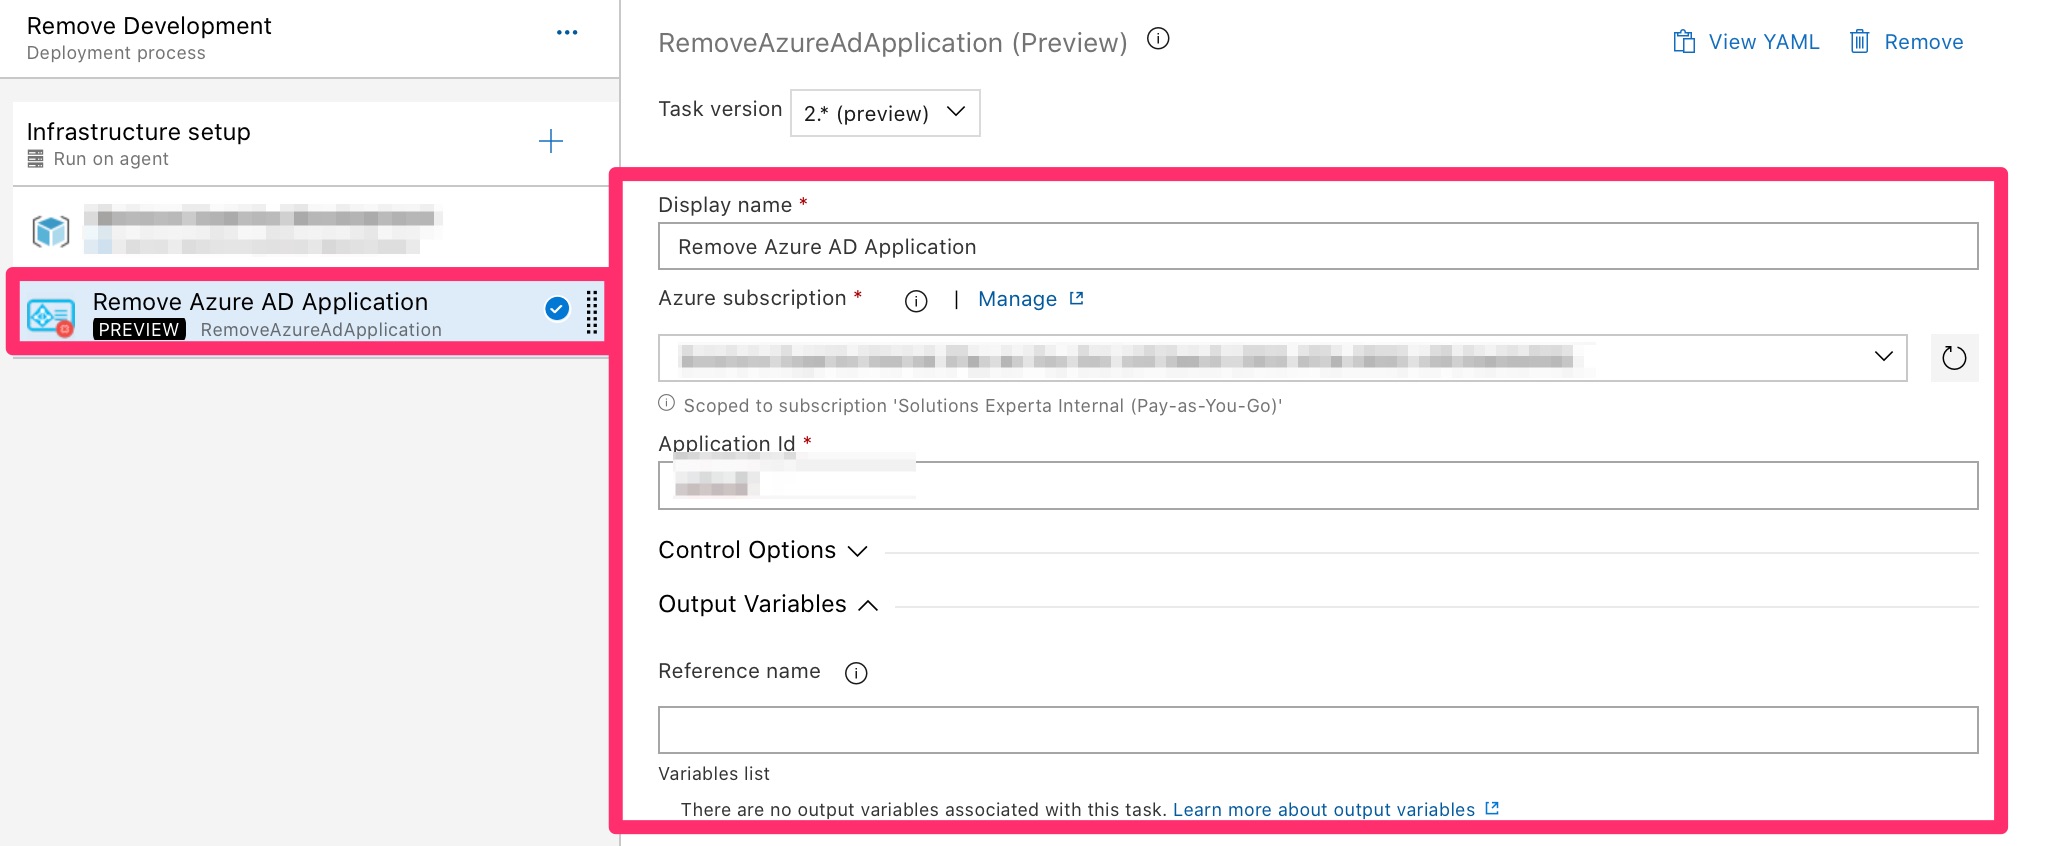 Remove Development
Deployment process
Infrastructure setup
Run on agent
Remove Azure AD Application
PREVIEW RemoveAzureAdApplication
RemoveAzureAdApplication (Preview)
View YAML
Remove
Task version 2.* (preview)
Display name *
Remove Azure AD Application
Azure subscription * | Manage
Scoped to subscription 'Solutions Experta Internal (Pay-as-You-Go)'
Application Id *
Control Options
Output Variables
Reference name
Variables list
There are no output variables associated with this task. Learn more about output variables